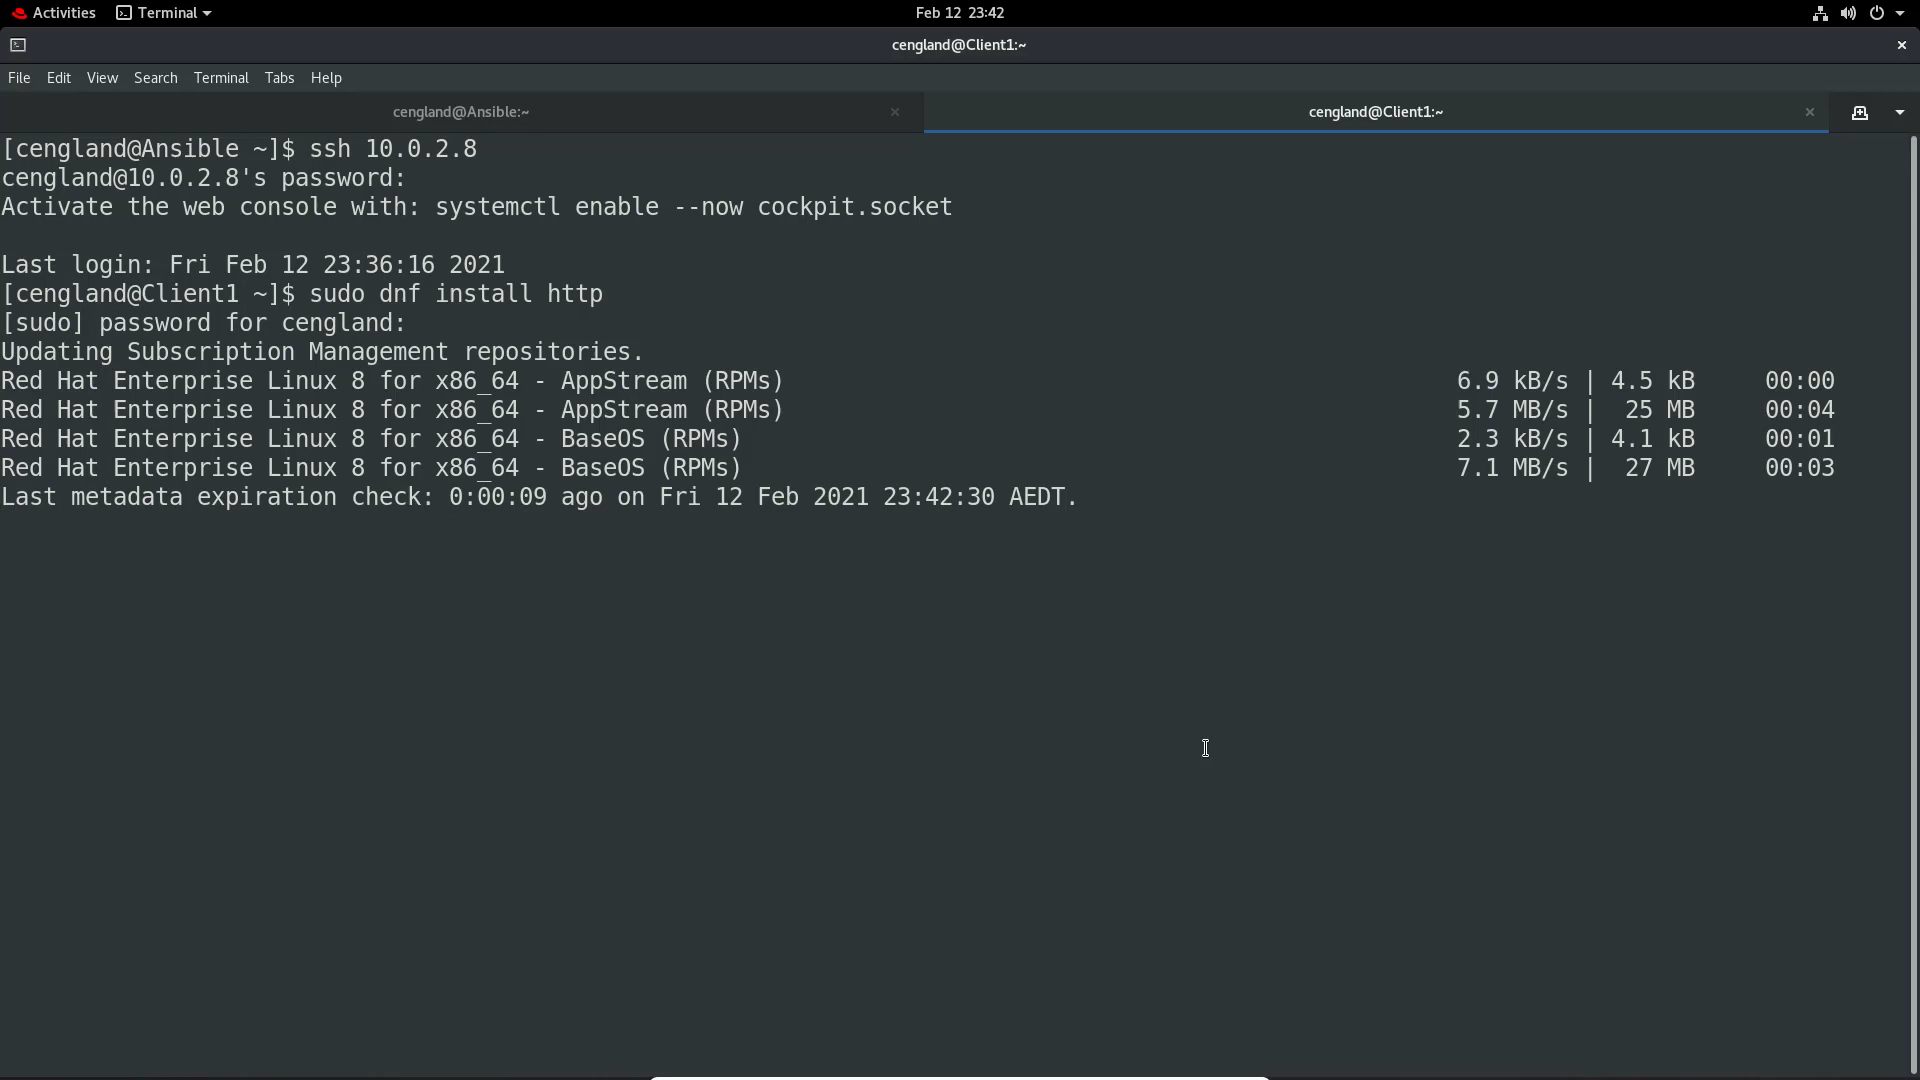 Activities Terminal Feb 12 23:42
cengland@Client1:~
File Edit View Search Terminal Tabs Help
cengland@Ansible:~ cengland@Client1:~
[cengland@Ansible ~]$ ssh 10.0.2.8
cengland@10.0.2.8's password:
Activate the web console with: systemctl enable --now cockpit.socket
Last login: Fri Feb 12 23:36:16 2021
[cengland@Client1 ~]$ sudo dnf install http
[sudo] password for cengland:
Updating Subscription Management repositories.
Red Hat Enterprise Linux 8 for x86_64 - AppStream (RPMs) 6.9 kB/s | 4.5 kB 00:00
Red Hat Enterprise Linux 8 for x86_64 - AppStream (RPMs) 5.7 MB/s | 25 MB 00:04
Red Hat Enterprise Linux 8 for x86_64 - BaseOS (RPMs) 2.3 kB/s | 4.1 kB 00:01
Red Hat Enterprise Linux 8 for x86_64 - BaseOS (RPMs) 7.1 MB/s | 27 MB 00:03
Last metadata expiration check: 0:00:09 ago on Fri 12 Feb 2021 23:42:30 AEDT.